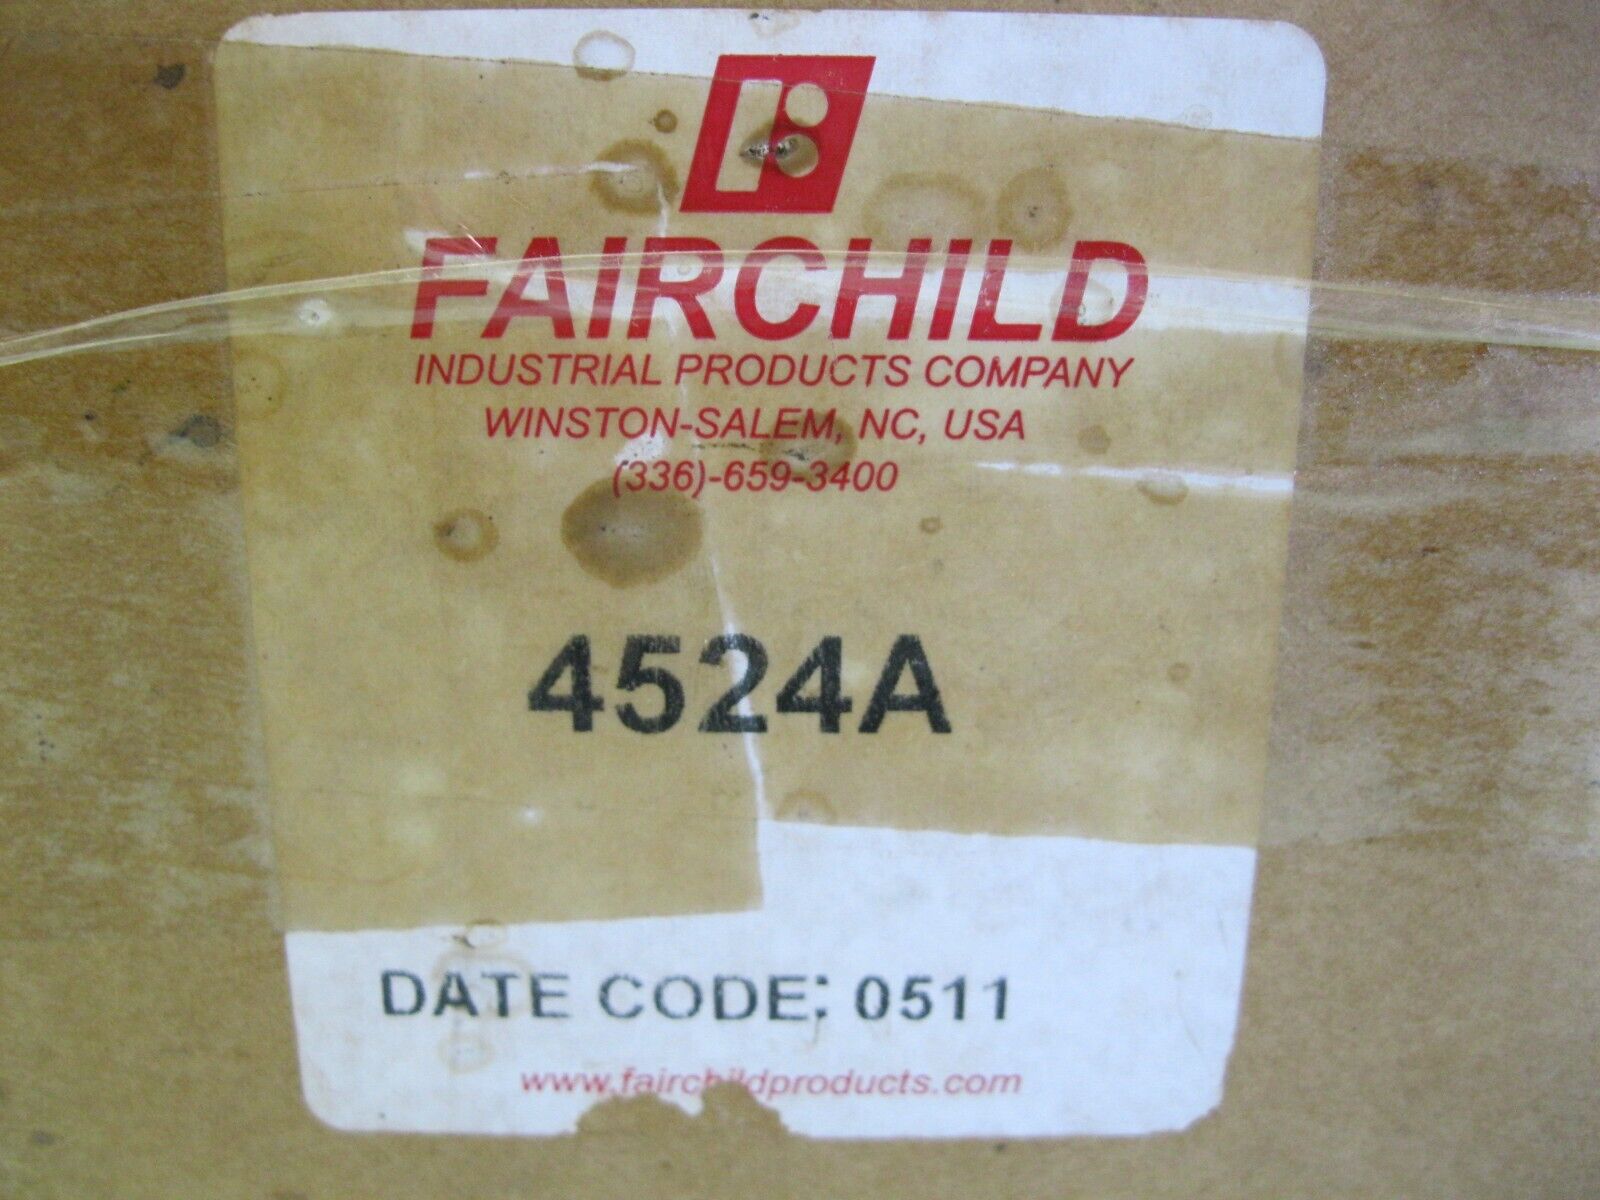 FAIRCHILD
INDUSTRIAL PRODUCTS COMPANY
WINSTON-SALEM, NC, USA
(336)-659-3400
4524A
DATE CODE: 0511
www.fairchildproducts.com